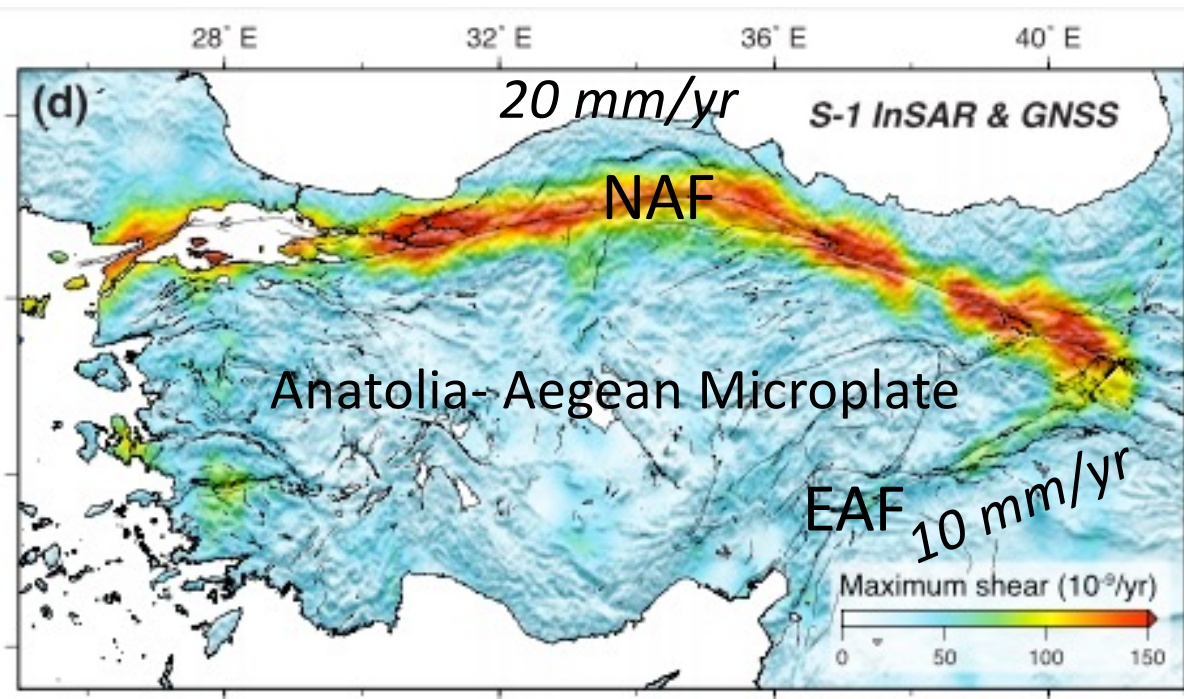 28° E 32° E 36° E 40° E
(d)
20 mm/yr
S-1 InSAR & GNSS
NAF
Anatolia- Aegean Microplate
EAF
10 mm/yr
Maximum shear (10⁻⁹/yr)
0 50 100 150